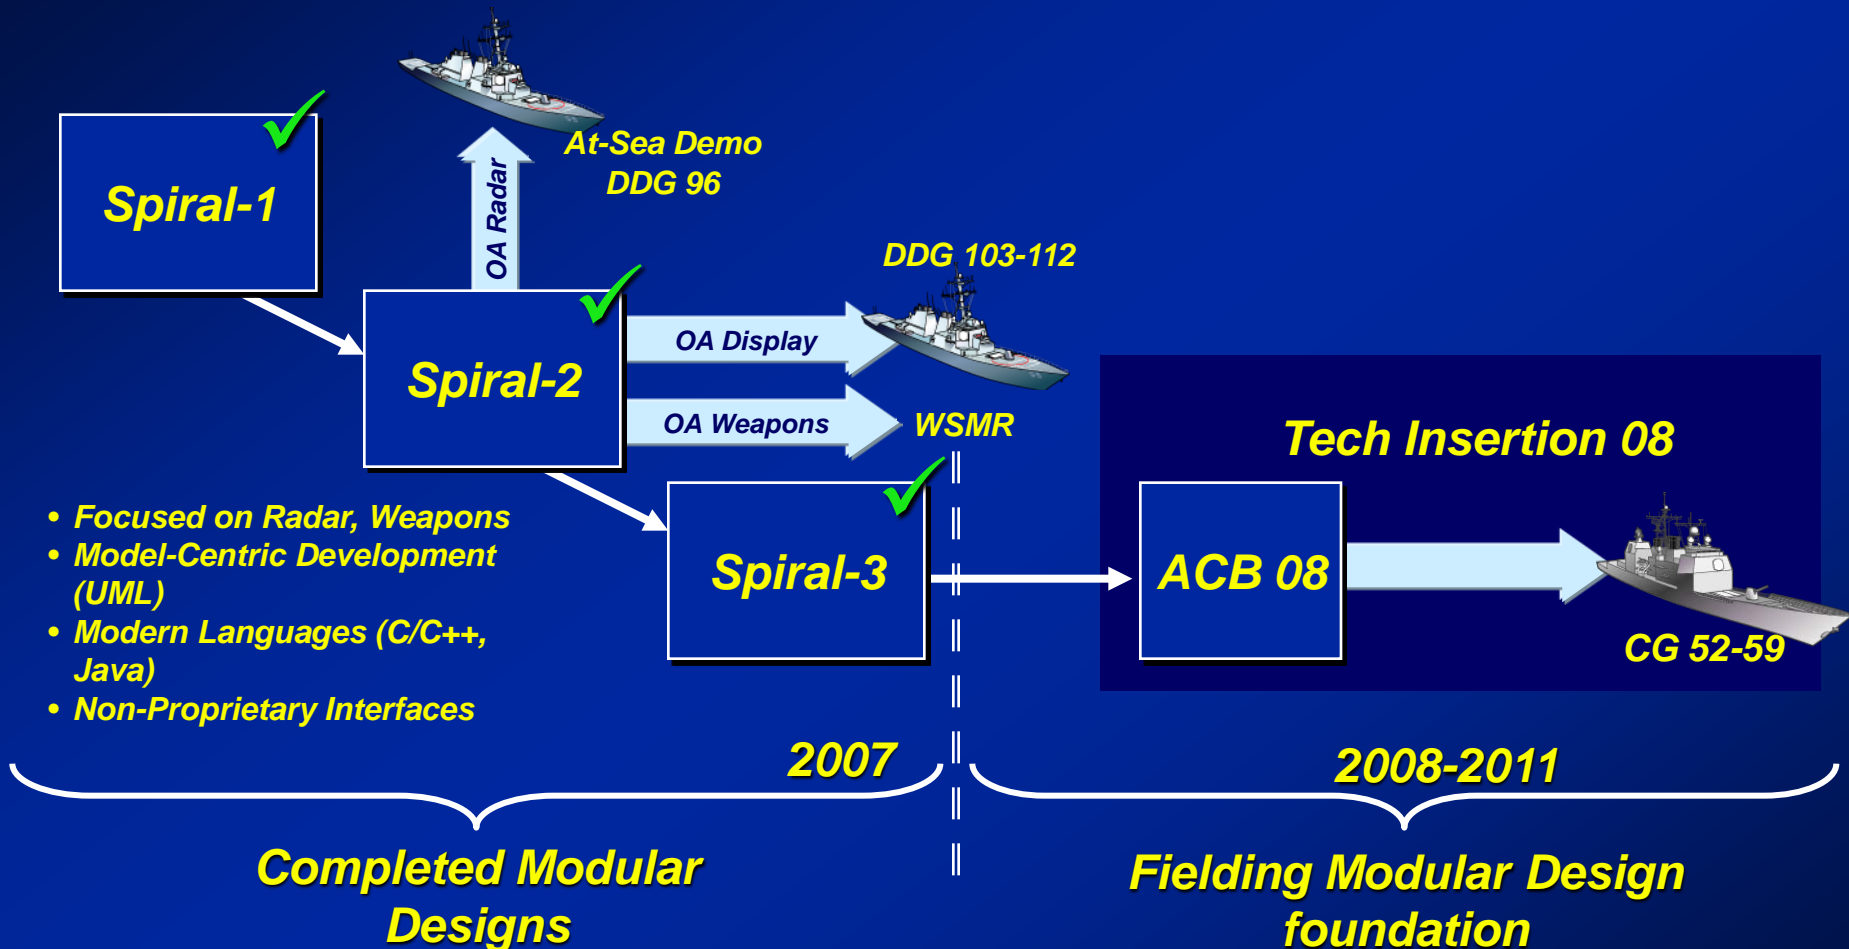 Spiral-1
At-Sea Demo
DDG 96
OA Radar
DDG 103-112
Spiral-2
OA Display
OA Weapons
WSMR
Tech Insertion 08
• Focused on Radar, Weapons
• Model-Centric Development
(UML)
• Modern Languages (C/C++,
Java)
• Non-Proprietary Interfaces
Spiral-3
ACB 08
CG 52-59
2007
2008-2011
Completed Modular
Designs
Fielding Modular Design
foundation